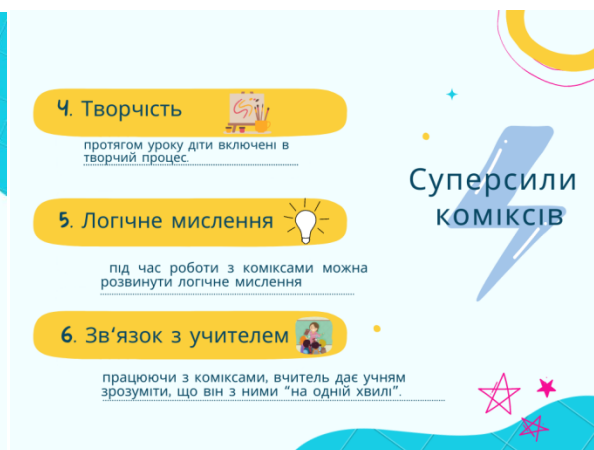 4. Творчість
протягом уроку діти включені в
творчий процес.
Суперсили
коміксів
5. Логічне мислення
під час роботи з коміксами можна
розвинути логічне мислення
6. Зв'язок з учителем
працюючи з коміксами, вчитель дає учням
зрозуміти, що він з ними "на одній хвилі".